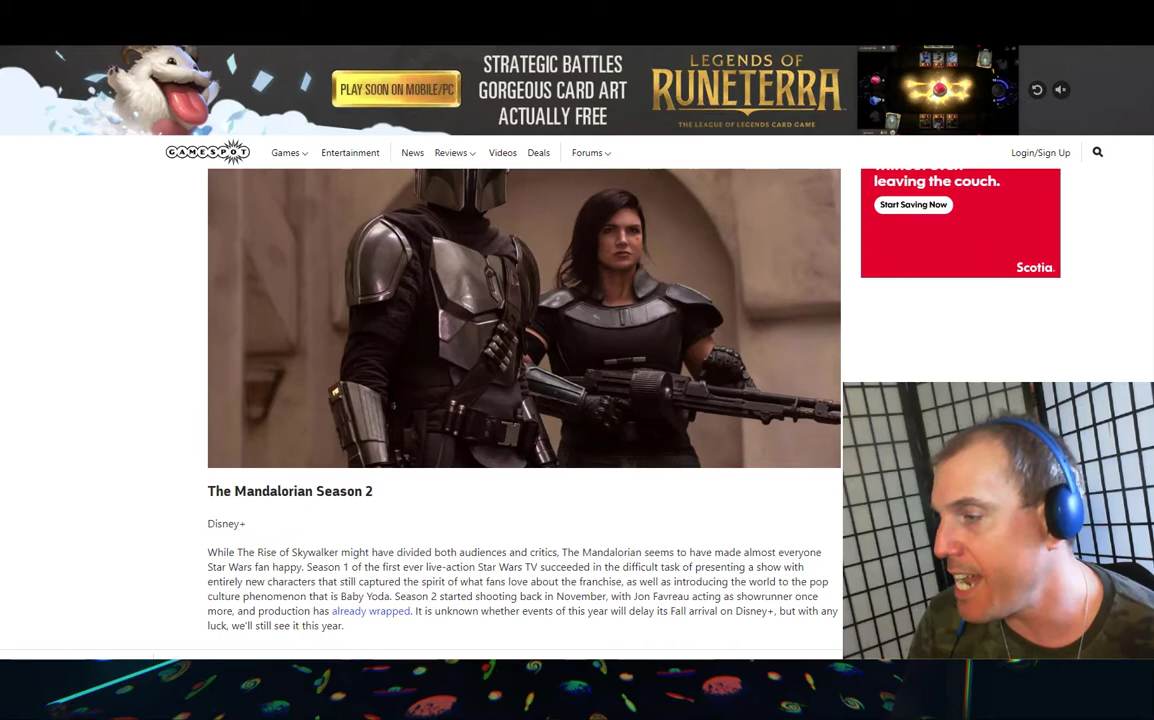 PLAY SOON ON MOBILE/PC
STRATEGIC BATTLES
GORGEOUS CARD ART
ACTUALLY FREE
LEGENDS OF
RUNETERRA
THE LEAGUE OF LEGENDS CARD GAME
GAMESPOT
Games
Entertainment
News
Reviews
Videos
Deals
Forums
Login/Sign Up
leaving the couch.
Start Saving Now
Scotia.
The Mandalorian Season 2
Disney+
While The Rise of Skywalker might have divided both audiences and critics, The Mandalorian seems to have made almost everyone
Star Wars fan happy. Season 1 of the first ever live-action Star Wars TV succeeded in the difficult task of presenting a show with
entirely new characters that still captured the spirit of what fans love about the franchise, as well as introducing the world to the pop
culture phenomenon that is Baby Yoda. Season 2 started shooting back in November, with Jon Favreau acting as showrunner once
more, and production has already wrapped. It is unknown whether events of this year will delay its Fall arrival on Disney+, but with any
luck, we'll still see it this year.